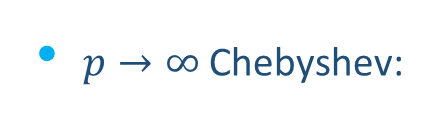 • 𝑝 → ∞ Chebyshev: